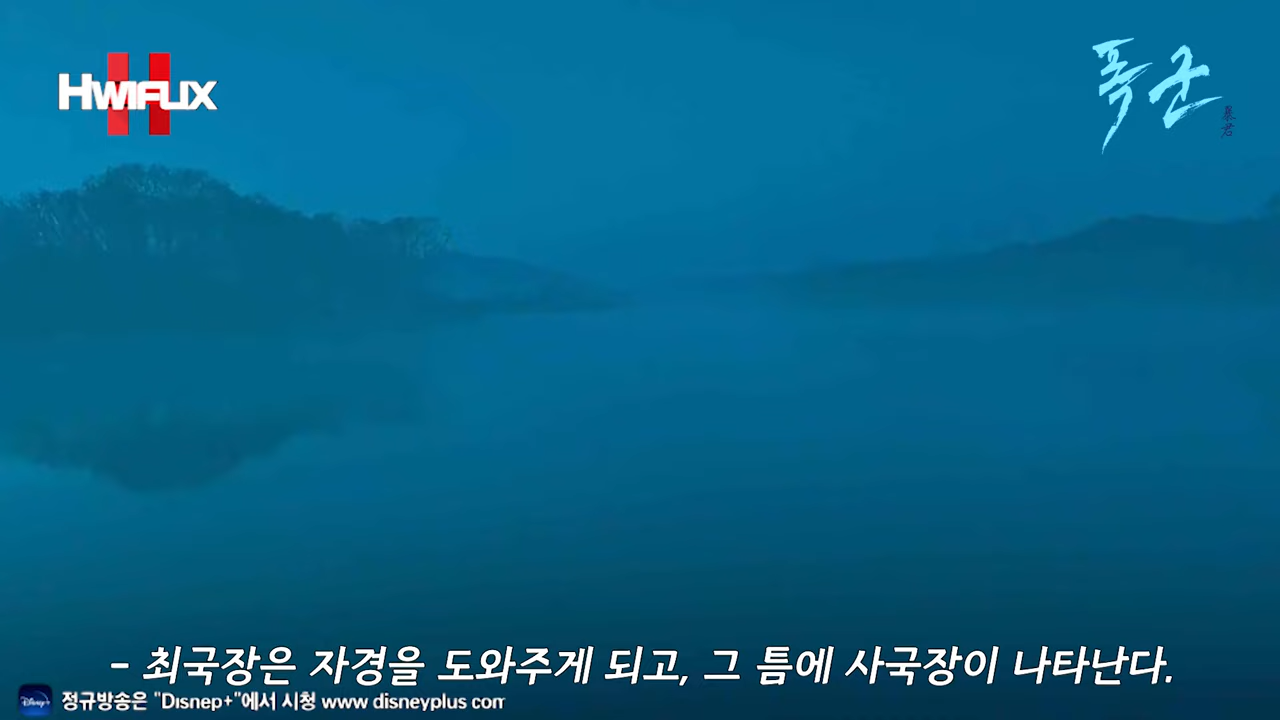 HWIFLIX
폭군
暴君
- 최국장은 자경을 도와주게 되고, 그 틈에 사국장이 나타난다.
Disney+ 정규방송은 "Disnep+"에서 시청 www disneyplus com